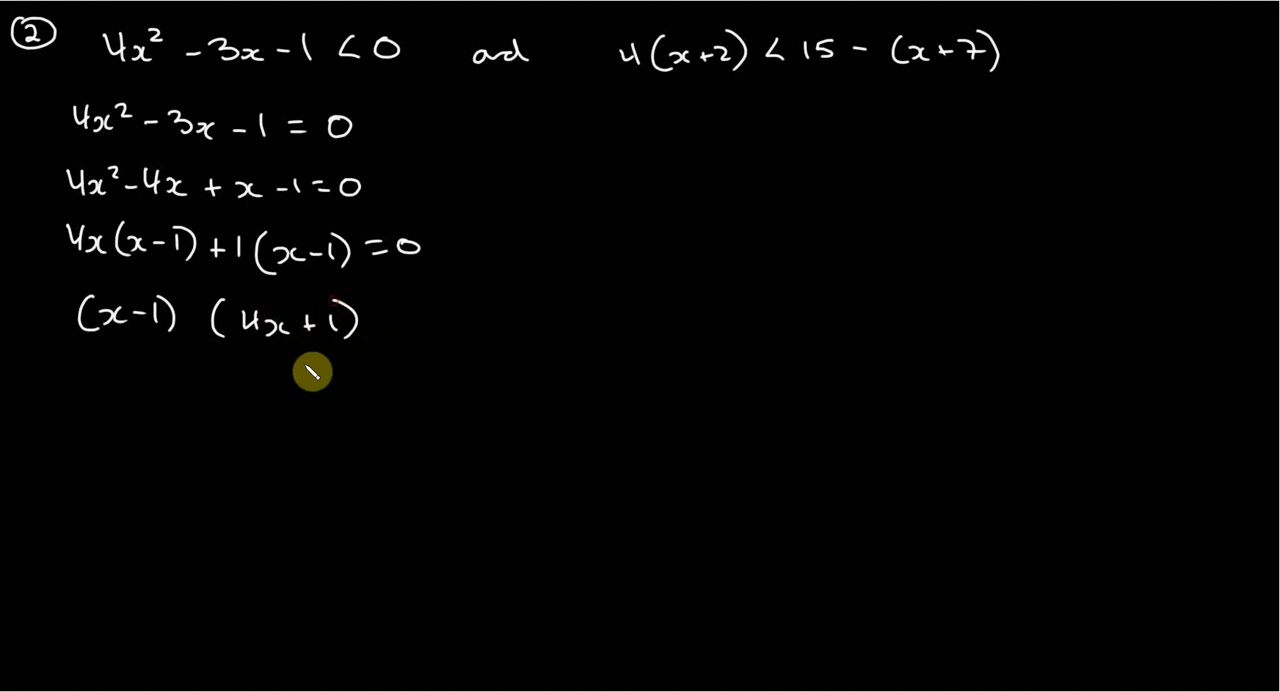 ② 4x² - 3x - 1 < 0 and 4(x+2) < 15 - (x+7)
4x² - 3x - 1 = 0
4x² - 4x + x - 1 = 0
4x(x-1) + 1(x-1) = 0
(x-1) (4x+1)